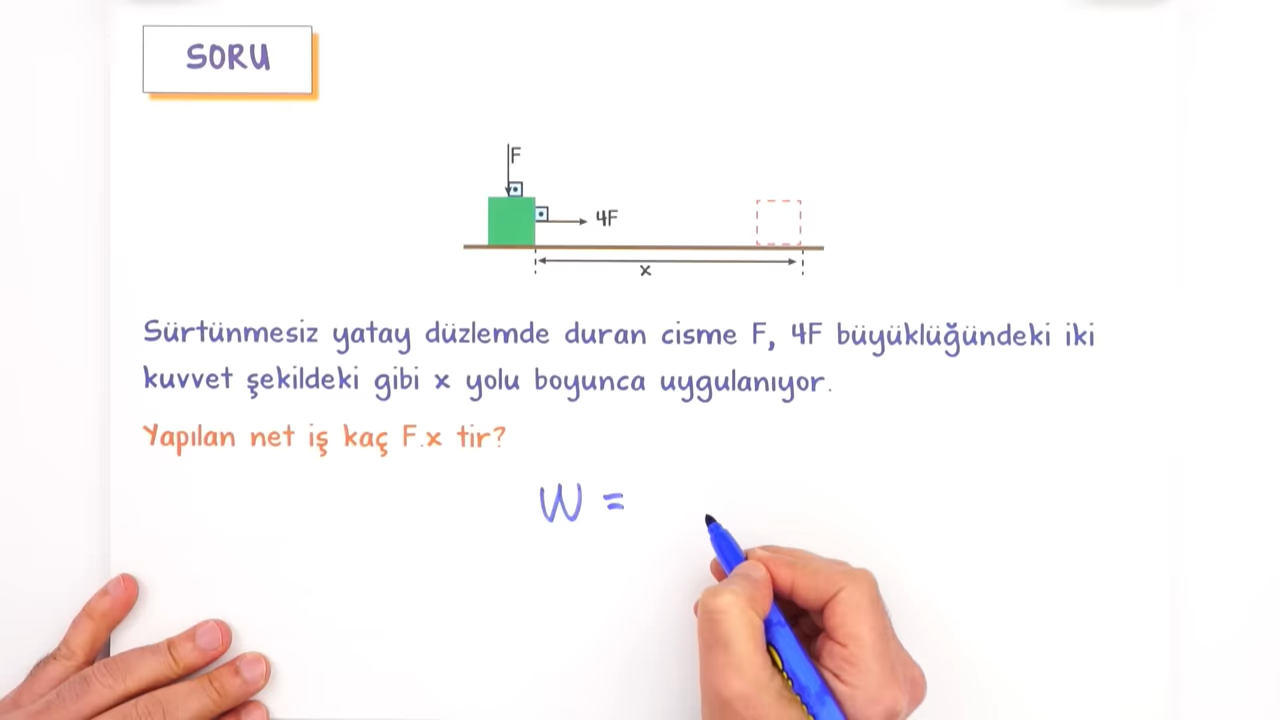 SORU
F
4F
x
Sürtünmesiz yatay düzlemde duran cisme F, 4F büyüklüğündeki iki
kuvvet şekildeki gibi x yolu boyunca uygulanıyor.
Yapılan net iş kaç F.x tir?
W =